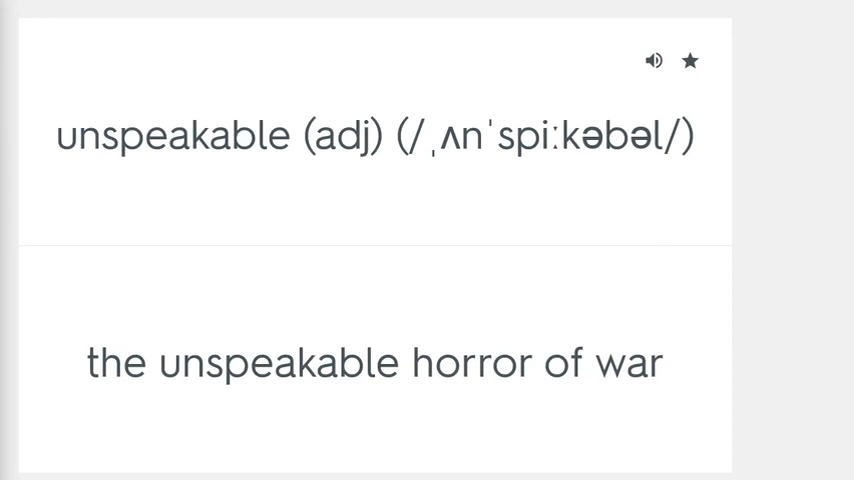 unspeakable (adj) (/ˌʌnˈspiːkəbəl/)
the unspeakable horror of war